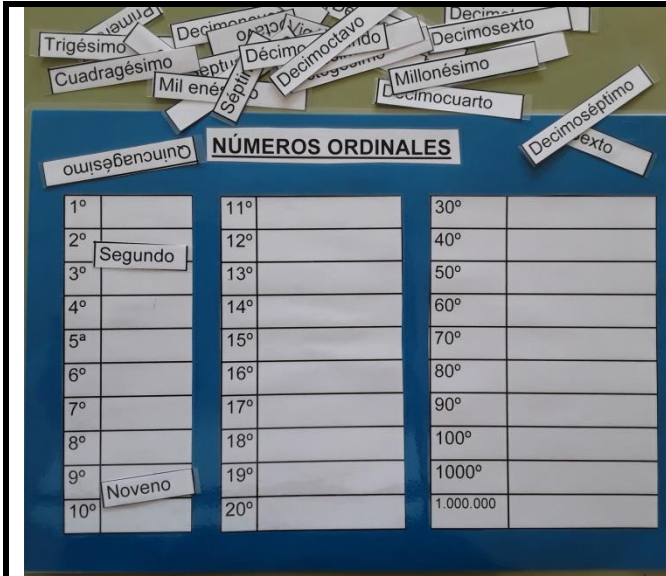 Trigésimo
Cuadragésimo
Décimo
Decimoctavo
Decimosexto
Millonésimo
Decimocuarto
Decimoséptimo
Quincuagésimo
NÚMEROS ORDINALES
1º
2º
Segundo
3º
4º
5ª
6º
7º
8º
9º
Noveno
10º
11º
12º
13º
14º
15º
16º
17º
18º
19º
20º
30º
40º
50º
60º
70º
80º
90º
100º
1000º
1.000.000